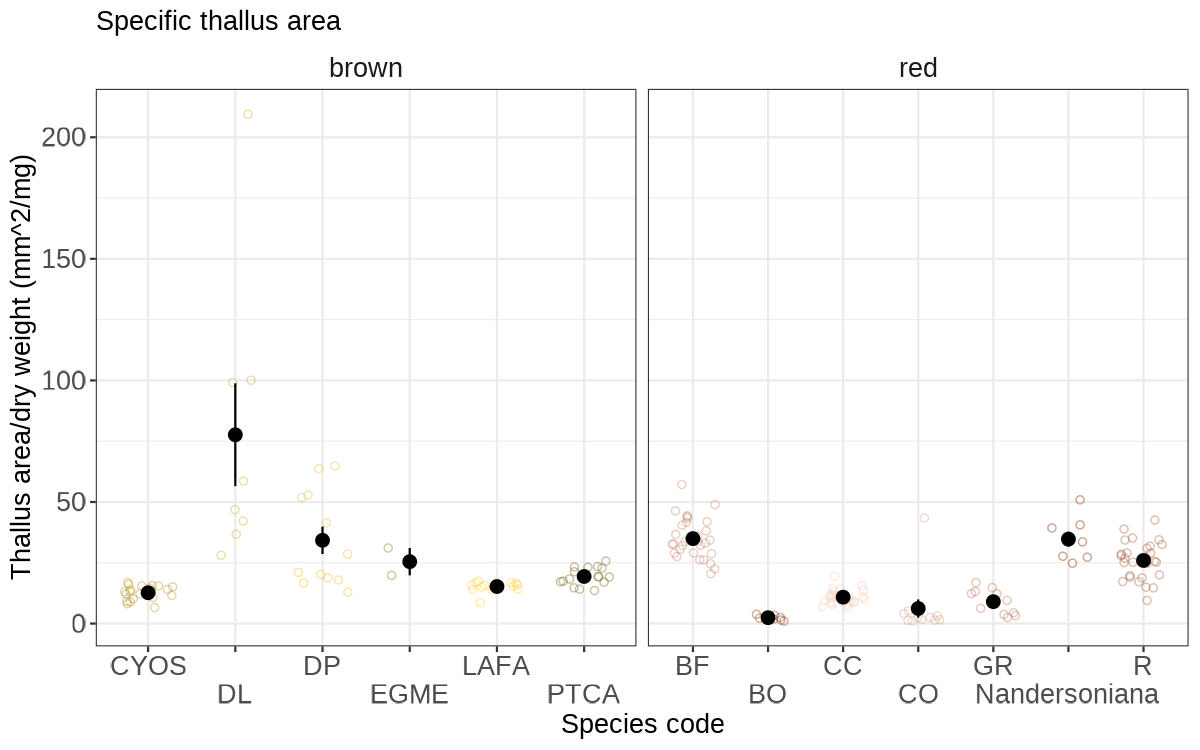 Specific thallus area
brown
red
Thallus area/dry weight (mm^2/mg)
200
150
100
50
0
CYOS
DL
DP
EGME
LAFA
PTCA
BF
BO
CC
CO
GR
Nandersoniana
R
Species code